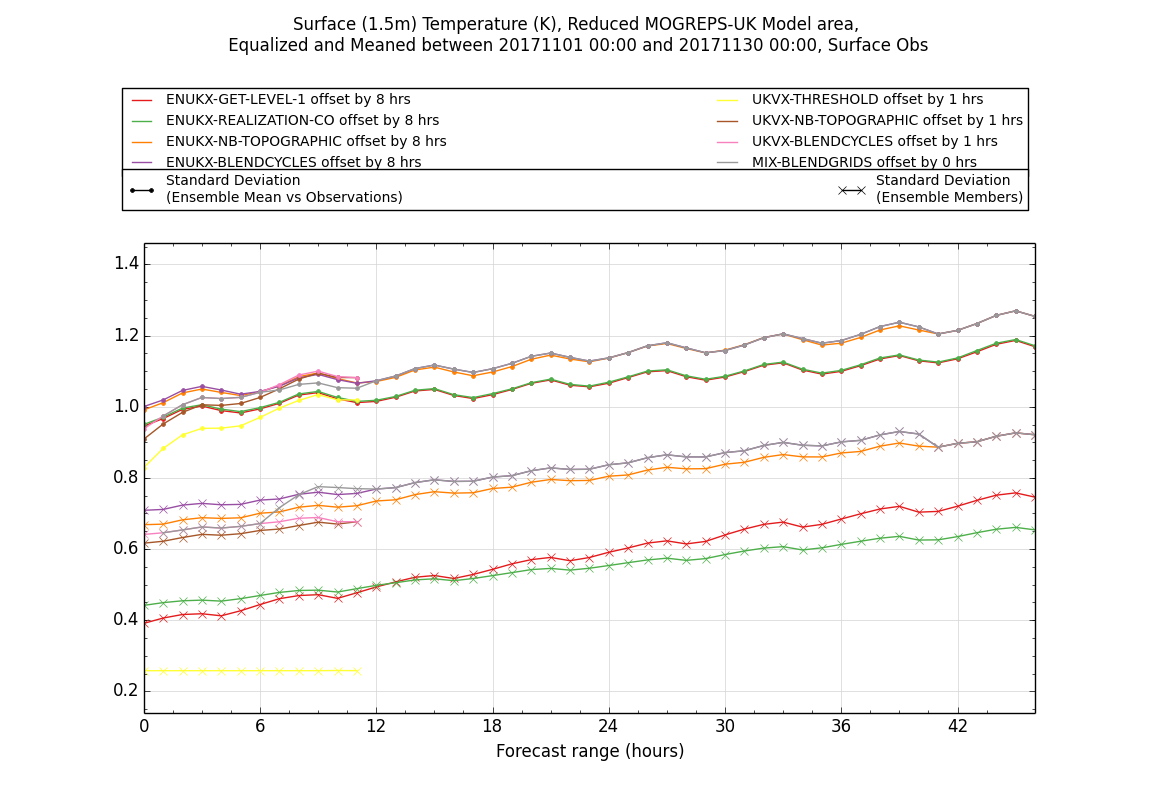 Surface (1.5m) Temperature (K), Reduced MOGREPS-UK Model area,
Equalized and Meaned between 20171101 00:00 and 20171130 00:00, Surface Obs
ENUKX-GET-LEVEL-1 offset by 8 hrs
ENUKX-REALIZATION-CO offset by 8 hrs
ENUKX-NB-TOPOGRAPHIC offset by 8 hrs
ENUKX-BLENDCYCLES offset by 8 hrs
UKVX-THRESHOLD offset by 1 hrs
UKVX-NB-TOPOGRAPHIC offset by 1 hrs
UKVX-BLENDCYCLES offset by 1 hrs
MIX-BLENDGRIDS offset by 0 hrs
Standard Deviation
(Ensemble Mean vs Observations)
Standard Deviation
(Ensemble Members)
1.4
1.2
1.0
0.8
0.6
0.4
0.2
0 6 12 18 24 30 36 42
Forecast range (hours)